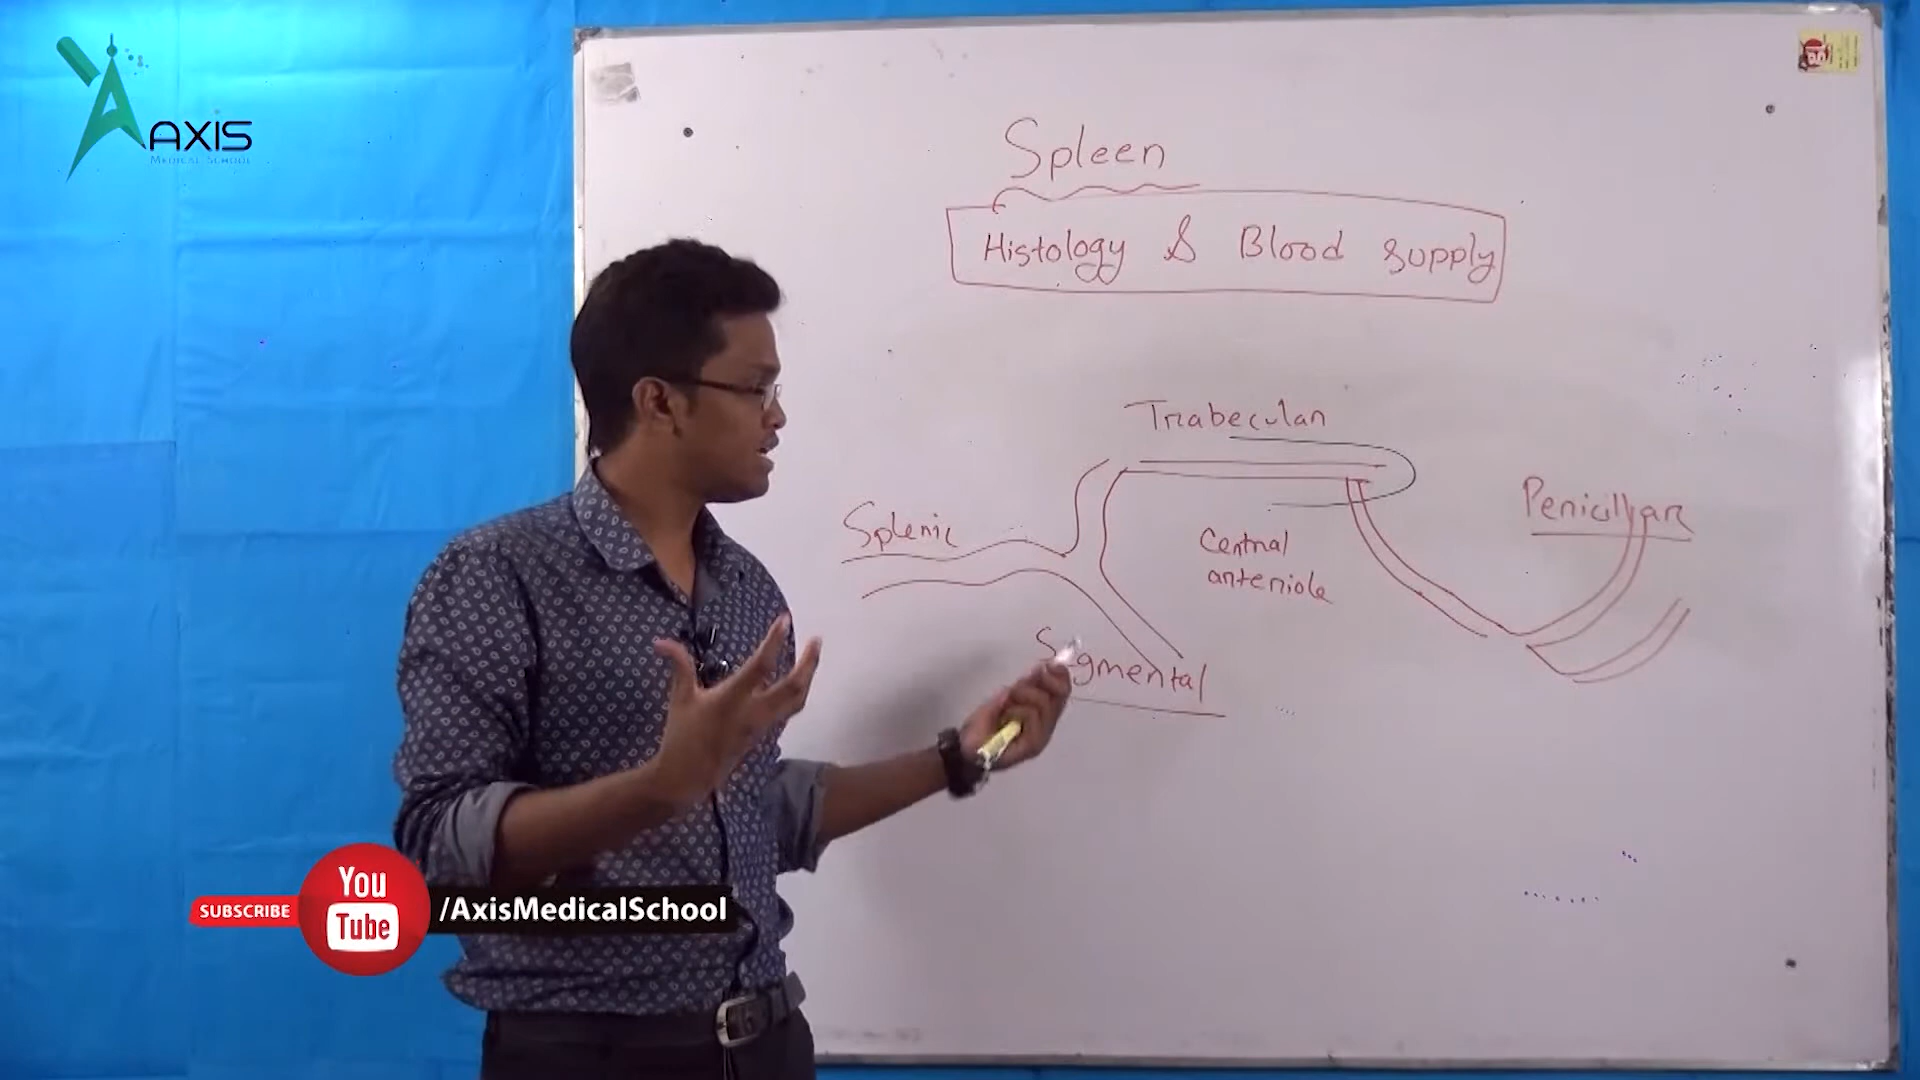 AXIS
MEDICAL SCHOOL
Spleen
Histology & Blood supply
Trabecular
Splenic
Central
arteriole
Penicillar
Segmental
SUBSCRIBE
You
Tube
/AxisMedicalSchool